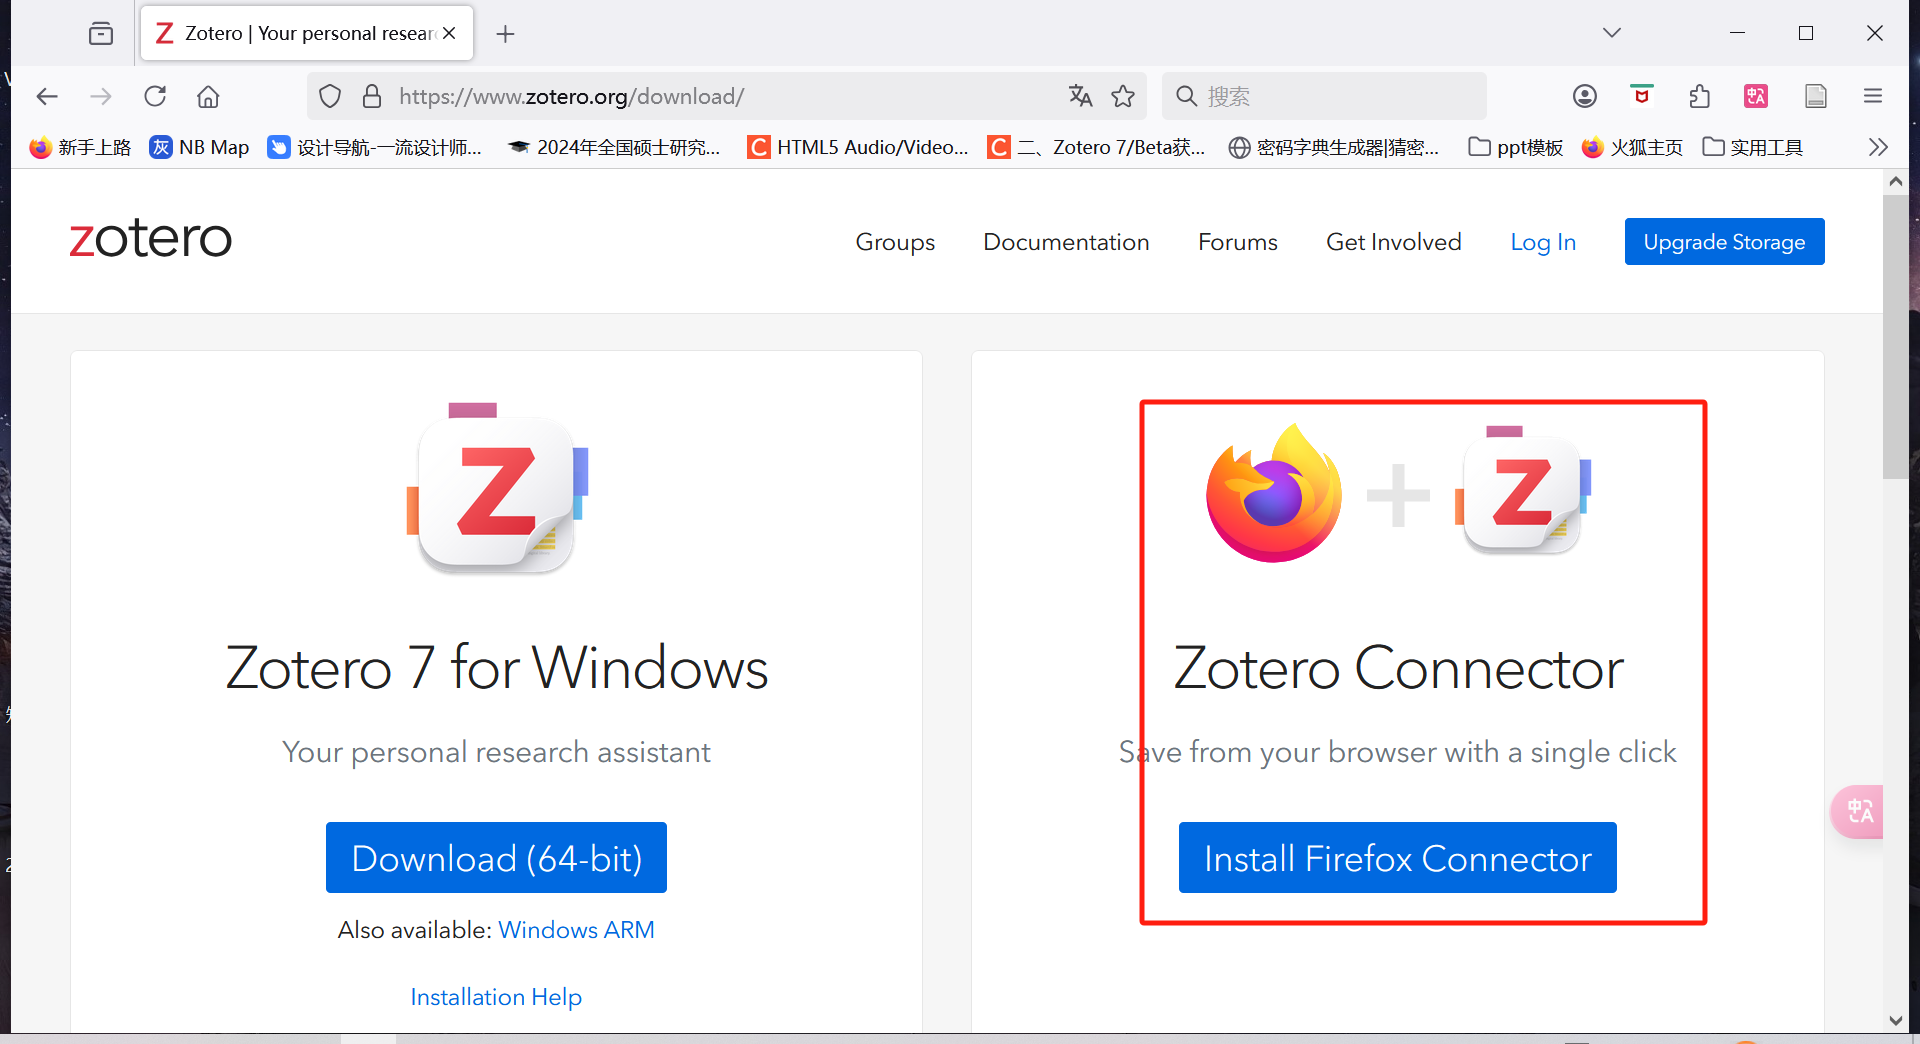 Zotero | Your personal resear
https://www.zotero.org/download/
搜索
新手上路
NB Map
设计导航-一流设计师...
2024年全国硕士研究...
HTML5 Audio/Video...
二、Zotero 7/Beta获...
密码字典生成器|猜密...
ppt模板
火狐主页
实用工具
zotero
Groups
Documentation
Forums
Get Involved
Log In
Upgrade Storage
Zotero 7 for Windows
Your personal research assistant
Download (64-bit)
Also available: Windows ARM
Installation Help
Zotero Connector
Save from your browser with a single click
Install Firefox Connector